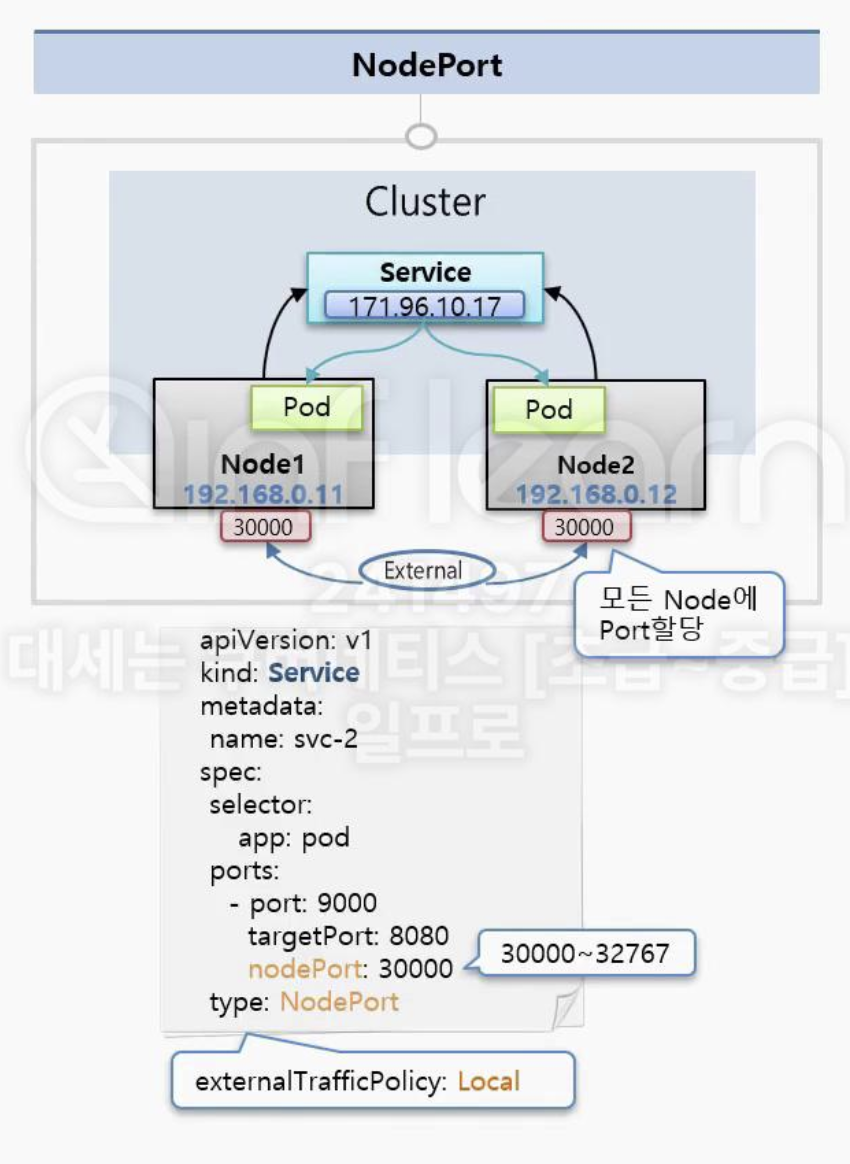 NodePort
Cluster
Service
171.96.10.17
Pod
Pod
Node1
192.168.0.11
Node2
192.168.0.12
30000
30000
External
모든 Node에
Port할당
inflearn
241497
대세는 쿠버네티스 [초급~중급]
일프로
apiVersion: v1
kind: Service
metadata:
name: svc-2
spec:
selector:
app: pod
ports:
- port: 9000
targetPort: 8080
nodePort: 30000
30000~32767
type: NodePort
externalTrafficPolicy: Local